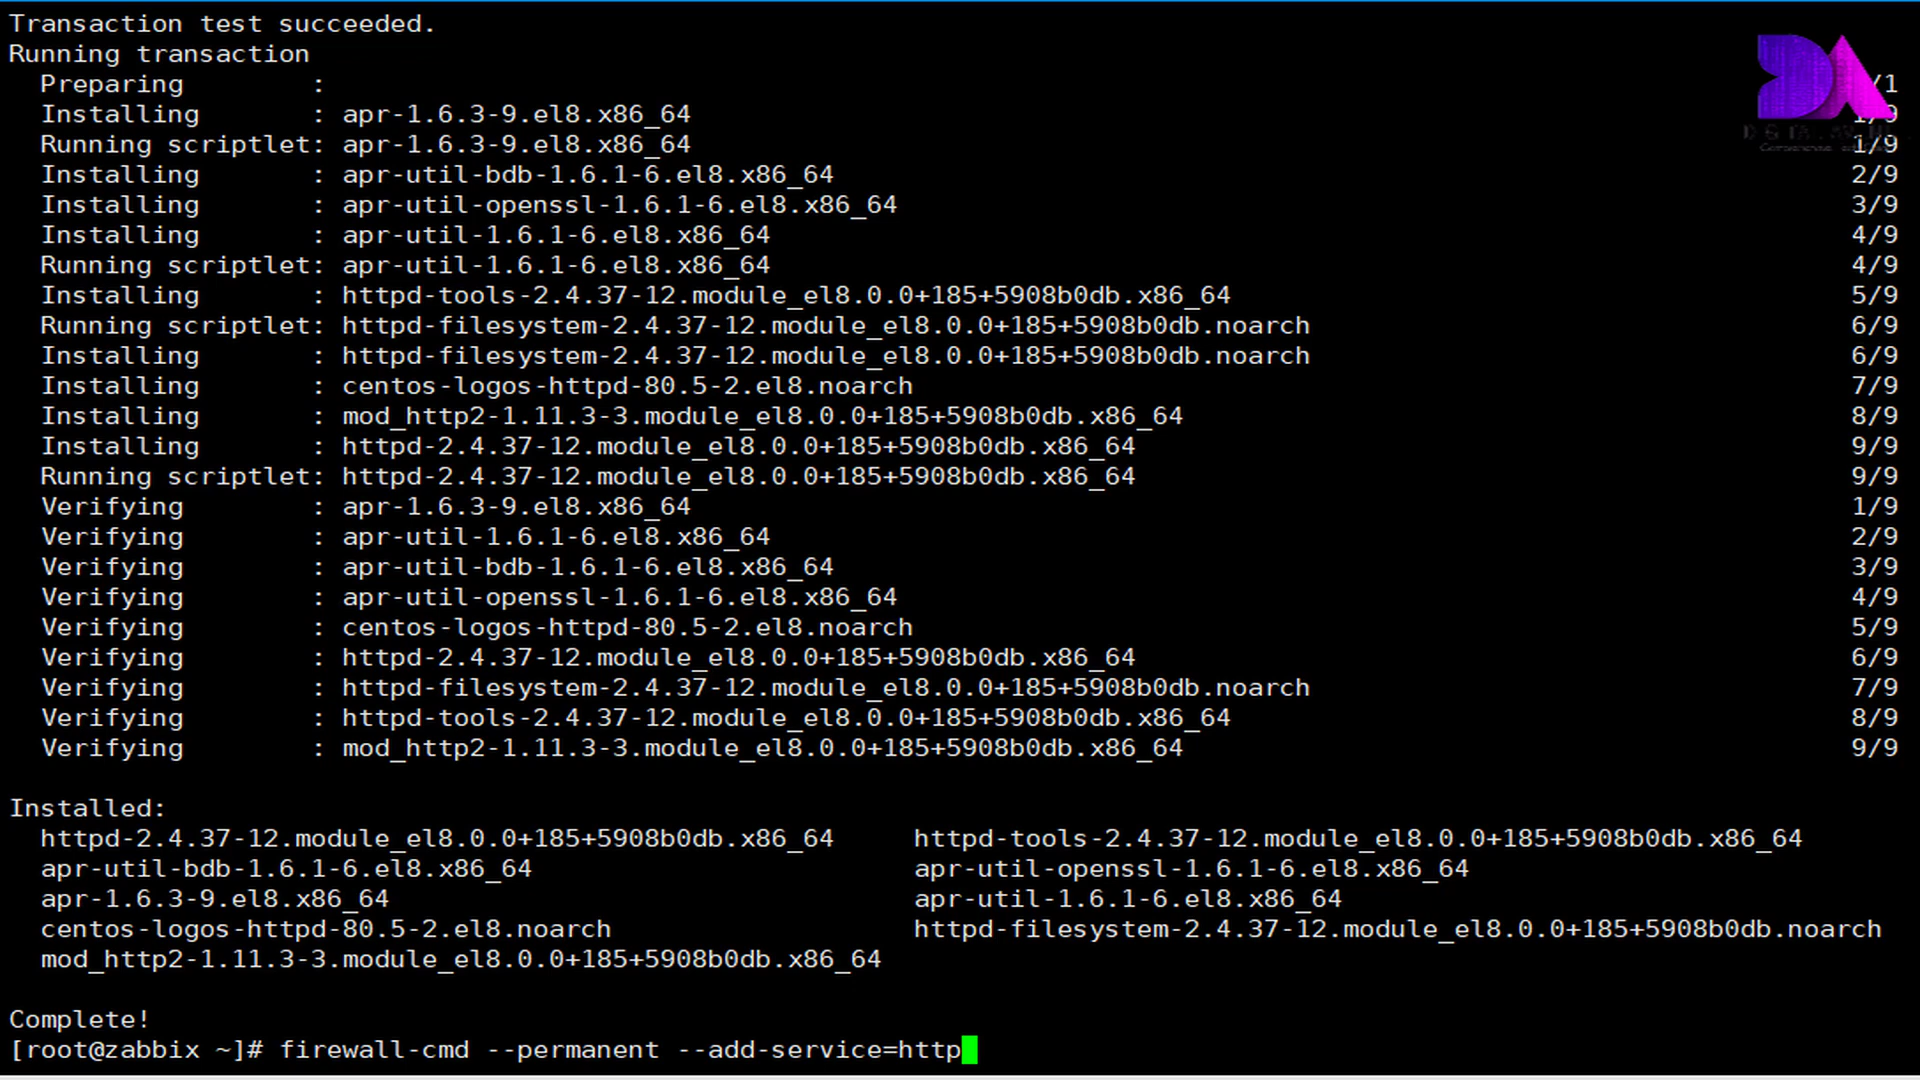 Transaction test succeeded.
Running transaction
Preparing : /1
Installing : apr-1.6.3-9.el8.x86_64 1/9
Running scriptlet: apr-1.6.3-9.el8.x86_64 1/9
Installing : apr-util-bdb-1.6.1-6.el8.x86_64 2/9
Installing : apr-util-openssl-1.6.1-6.el8.x86_64 3/9
Installing : apr-util-1.6.1-6.el8.x86_64 4/9
Running scriptlet: apr-util-1.6.1-6.el8.x86_64 4/9
Installing : httpd-tools-2.4.37-12.module_el8.0.0+185+5908b0db.x86_64 5/9
Running scriptlet: httpd-filesystem-2.4.37-12.module_el8.0.0+185+5908b0db.noarch 6/9
Installing : httpd-filesystem-2.4.37-12.module_el8.0.0+185+5908b0db.noarch 6/9
Installing : centos-logos-httpd-80.5-2.el8.noarch 7/9
Installing : mod_http2-1.11.3-3.module_el8.0.0+185+5908b0db.x86_64 8/9
Installing : httpd-2.4.37-12.module_el8.0.0+185+5908b0db.x86_64 9/9
Running scriptlet: httpd-2.4.37-12.module_el8.0.0+185+5908b0db.x86_64 9/9
Verifying : apr-1.6.3-9.el8.x86_64 1/9
Verifying : apr-util-1.6.1-6.el8.x86_64 2/9
Verifying : apr-util-bdb-1.6.1-6.el8.x86_64 3/9
Verifying : apr-util-openssl-1.6.1-6.el8.x86_64 4/9
Verifying : centos-logos-httpd-80.5-2.el8.noarch 5/9
Verifying : httpd-2.4.37-12.module_el8.0.0+185+5908b0db.x86_64 6/9
Verifying : httpd-filesystem-2.4.37-12.module_el8.0.0+185+5908b0db.noarch 7/9
Verifying : httpd-tools-2.4.37-12.module_el8.0.0+185+5908b0db.x86_64 8/9
Verifying : mod_http2-1.11.3-3.module_el8.0.0+185+5908b0db.x86_64 9/9
Installed:
httpd-2.4.37-12.module_el8.0.0+185+5908b0db.x86_64 httpd-tools-2.4.37-12.module_el8.0.0+185+5908b0db.x86_64
apr-util-bdb-1.6.1-6.el8.x86_64 apr-util-openssl-1.6.1-6.el8.x86_64
apr-1.6.3-9.el8.x86_64 apr-util-1.6.1-6.el8.x86_64
centos-logos-httpd-80.5-2.el8.noarch httpd-filesystem-2.4.37-12.module_el8.0.0+185+5908b0db.noarch
mod_http2-1.11.3-3.module_el8.0.0+185+5908b0db.x86_64
Complete!
[root@zabbix ~]# firewall-cmd --permanent --add-service=http